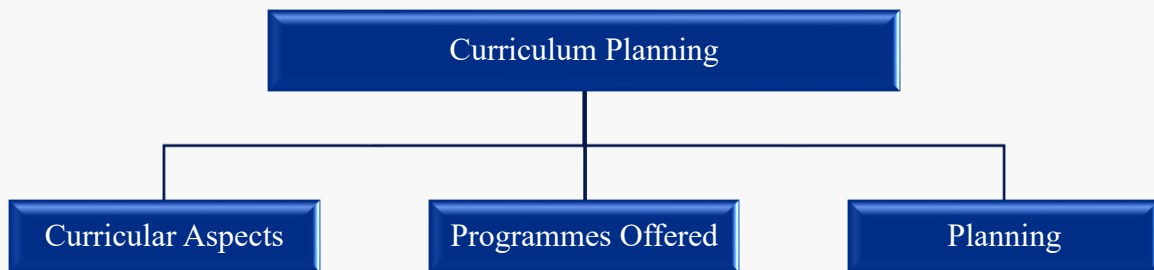 Curriculum Planning
Curricular Aspects
Programmes Offered
Planning